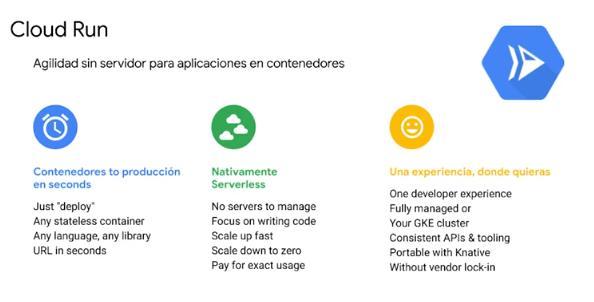 Cloud Run
Agilidad sin servidor para aplicaciones en contenedores
Contenedores to producción
en seconds
Just "deploy"
Any stateless container
Any language, any library
URL in seconds
Nativamente
Serverless
No servers to manage
Focus on writing code
Scale up fast
Scale down to zero
Pay for exact usage
Una experiencia, donde quieras
One developer experience
Fully managed or
Your GKE cluster
Consistent APIs & tooling
Portable with Knative
Without vendor lock-in